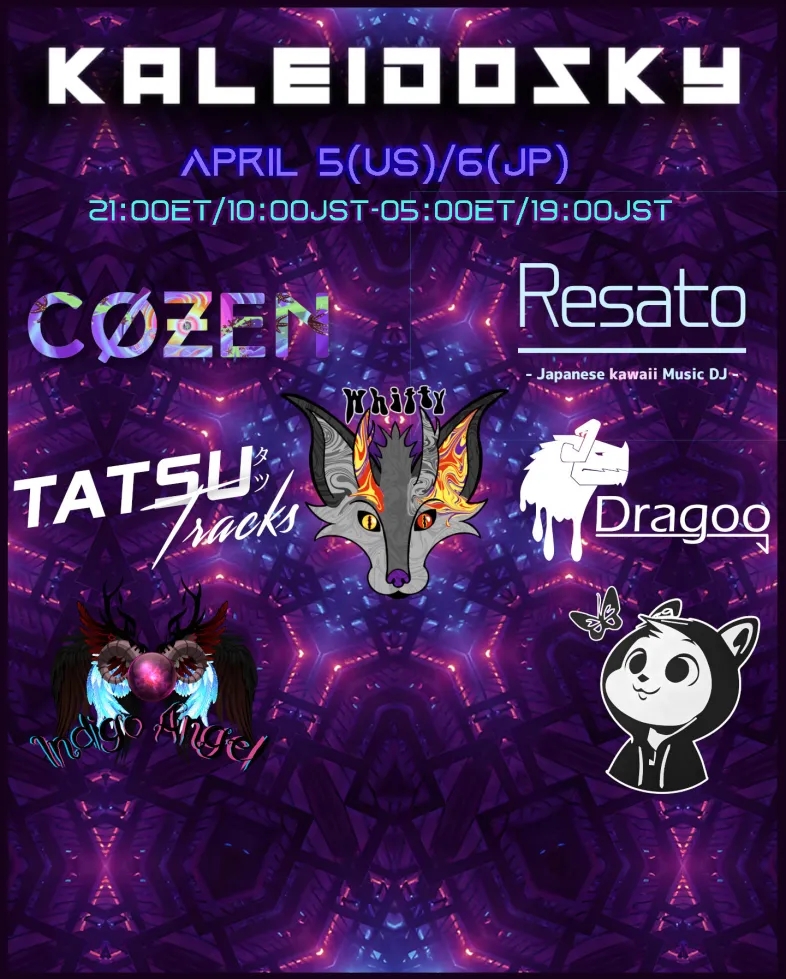 KALEIDOSKY
APRIL 5(US)/6(JP)
21:00ET/10:00JST-05:00ET/19:00JST
CØZEN
Resato
- Japanese kawaii Music DJ -
Whifty
TATSU タツ
Tracks
Dragoo
Indigo Angel